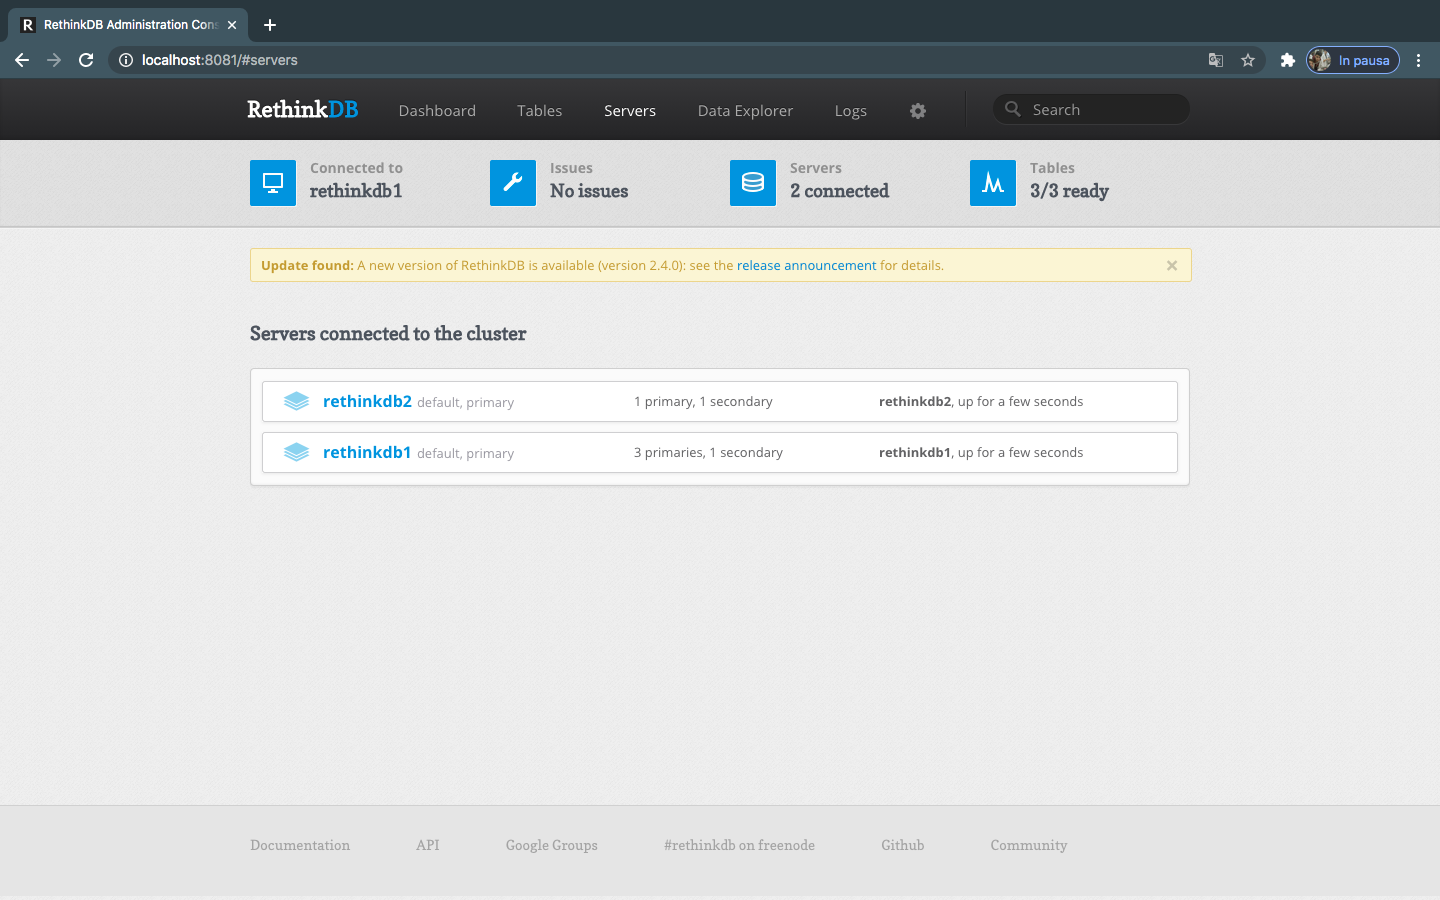 RethinkDB Administration Cons
localhost:8081/#servers
In pausa
RethinkDB
Dashboard
Tables
Servers
Data Explorer
Logs
Search
Connected to
rethinkdb1
Issues
No issues
Servers
2 connected
Tables
3/3 ready
Update found: A new version of RethinkDB is available (version 2.4.0): see the release announcement for details.
Servers connected to the cluster
rethinkdb2 default, primary
1 primary, 1 secondary
rethinkdb2, up for a few seconds
rethinkdb1 default, primary
3 primaries, 1 secondary
rethinkdb1, up for a few seconds
Documentation
API
Google Groups
#rethinkdb on freenode
Github
Community